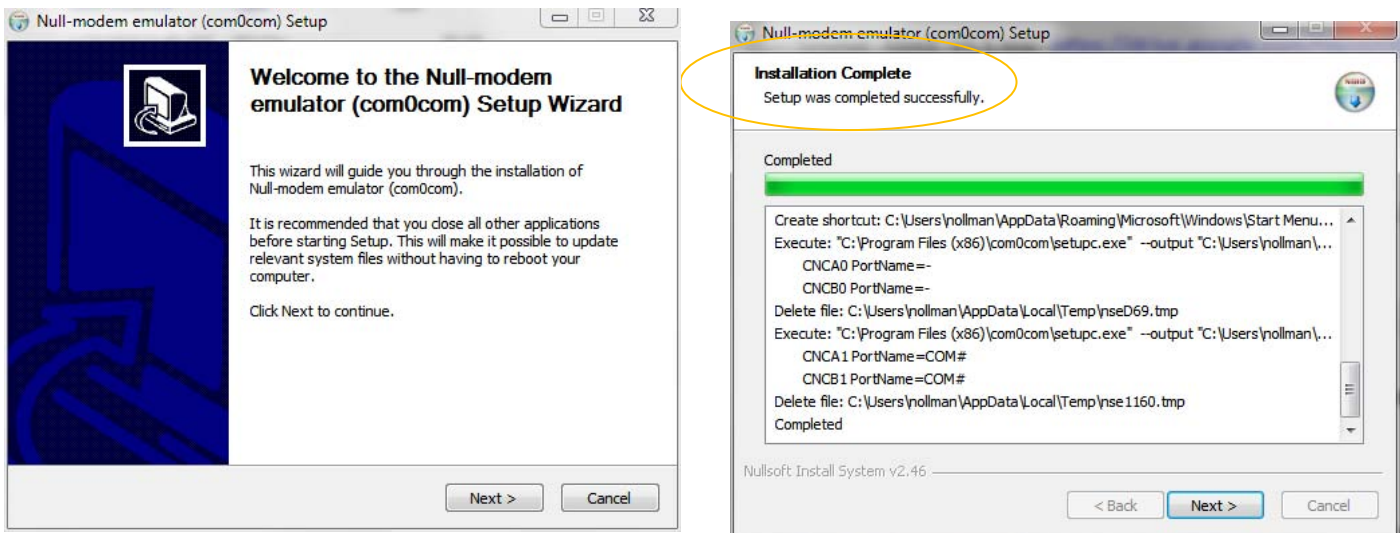 Null-modem emulator (com0com) Setup
Welcome to the Null-modem
emulator (com0com) Setup Wizard
This wizard will guide you through the installation of
Null-modem emulator (com0com).
It is recommended that you close all other applications
before starting Setup. This will make it possible to update
relevant system files without having to reboot your
computer.
Click Next to continue.
Next >
Cancel
Null-modem emulator (com0com) Setup
Installation Complete
Setup was completed successfully.
Completed
Create shortcut: C:\Users\nollman\AppData\Roaming\Microsoft\Windows\Start Menu...
Execute: "C:\Program Files (x86)\com0com\setupc.exe" --output "C:\Users\nollman\...
CNCA0 PortName=-
CNCB0 PortName=-
Delete file: C:\Users\nollman\AppData\Local\Temp\nseD69.tmp
Execute: "C:\Program Files (x86)\com0com\setupc.exe" --output "C:\Users\nollman\...
CNCA1 PortName=COM#
CNCB1 PortName=COM#
Delete file: C:\Users\nollman\AppData\Local\Temp\nse1160.tmp
Completed
Nullsoft Install System v2.46
< Back
Next >
Cancel